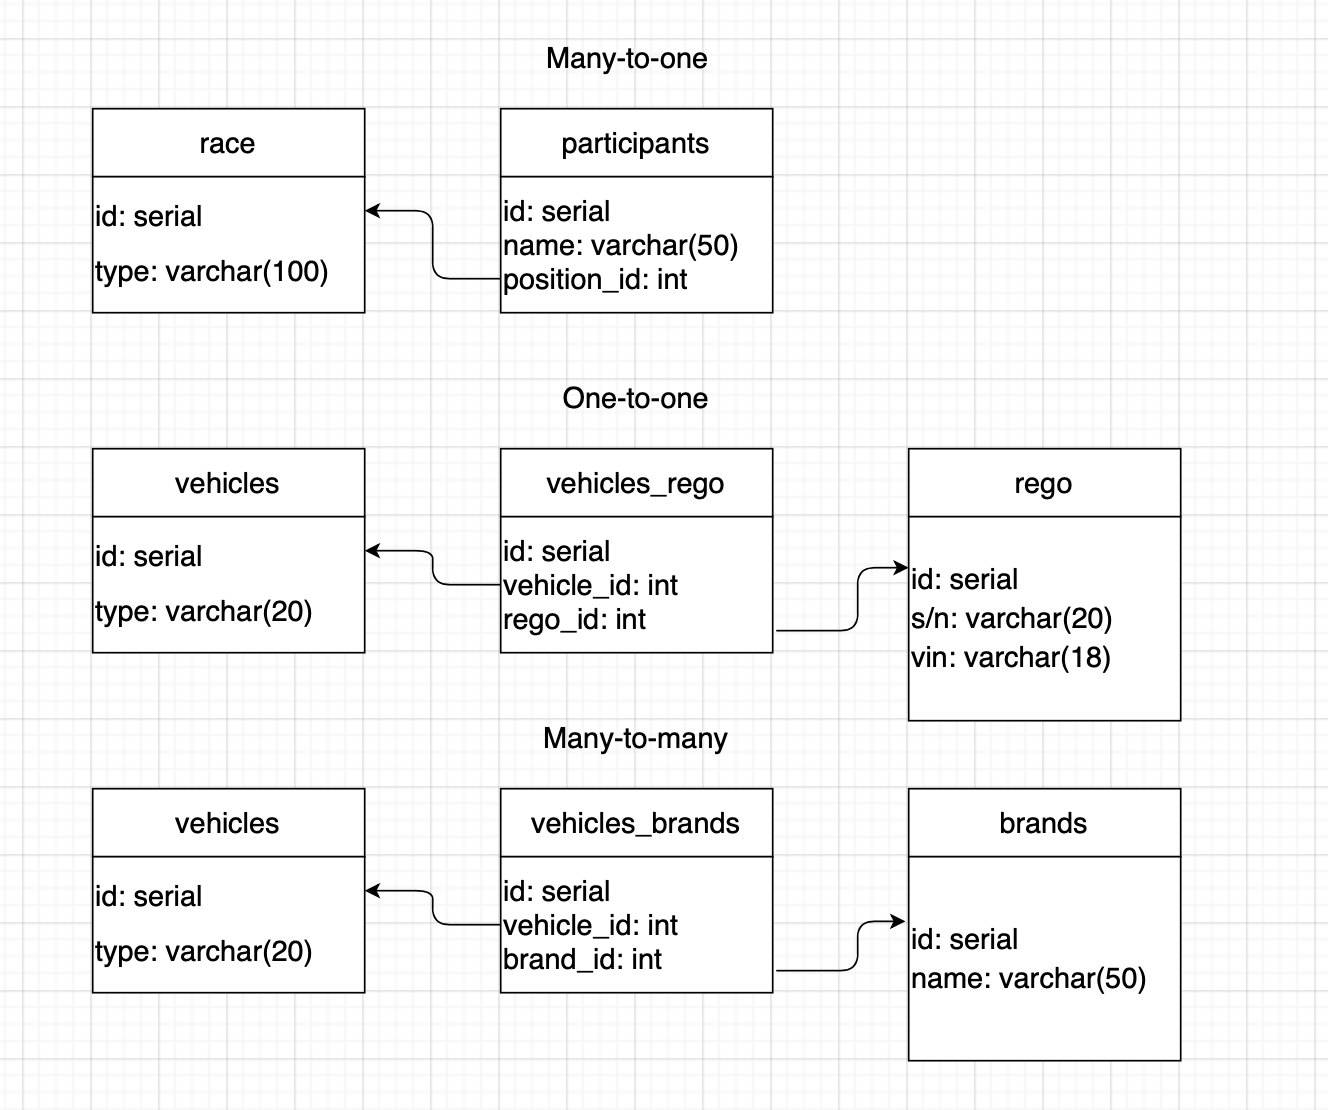 Many-to-one
race
id: serial
type: varchar(100)
participants
id: serial
name: varchar(50)
position_id: int
One-to-one
vehicles
id: serial
type: varchar(20)
vehicles_rego
id: serial
vehicle_id: int
rego_id: int
rego
id: serial
s/n: varchar(20)
vin: varchar(18)
Many-to-many
vehicles
id: serial
type: varchar(20)
vehicles_brands
id: serial
vehicle_id: int
brand_id: int
brands
id: serial
name: varchar(50)